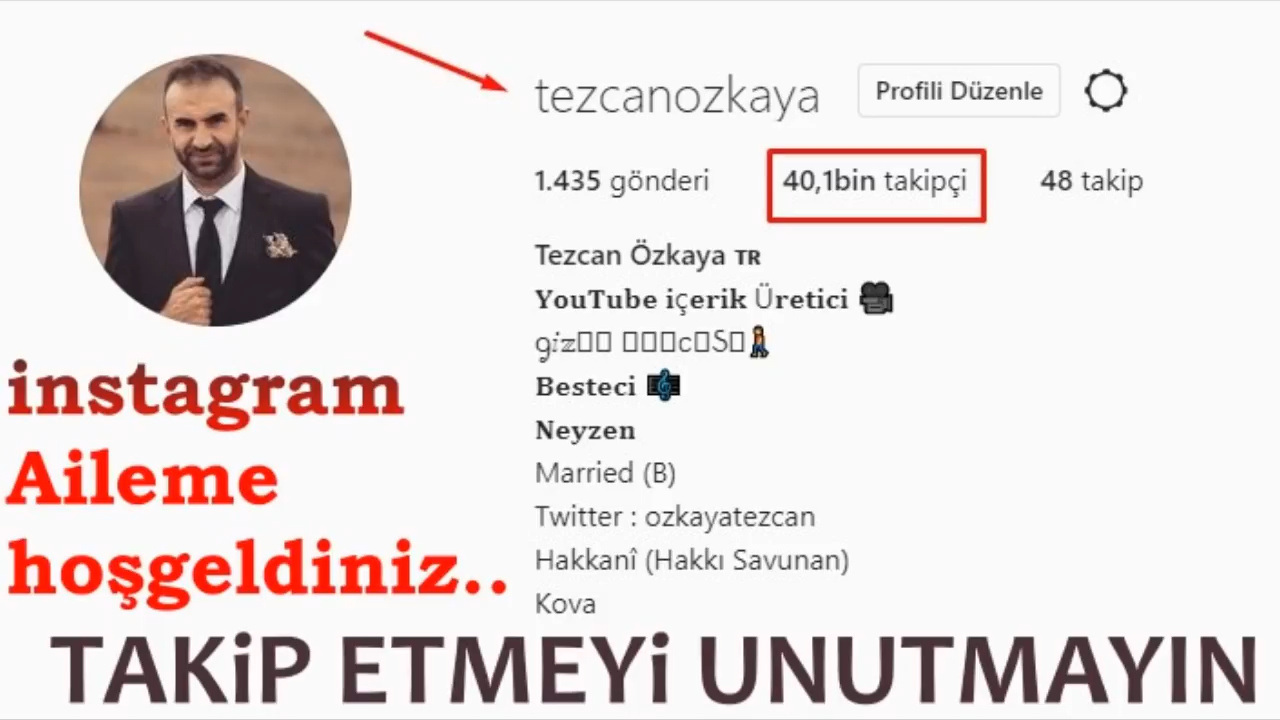 tezcanozkaya Profili Düzenle
1.435 gönderi 40,1bin takipçi 48 takip
Tezcan Özkaya TR
YouTube içerik Üretici
Besteci
Neyzen
Married (B)
Twitter : ozkayatezcan
Hakkanî (Hakkı Savunan)
Kova
instagram
Aileme
hoşgeldiniz..
TAKiP ETMEYi UNUTMAYIN